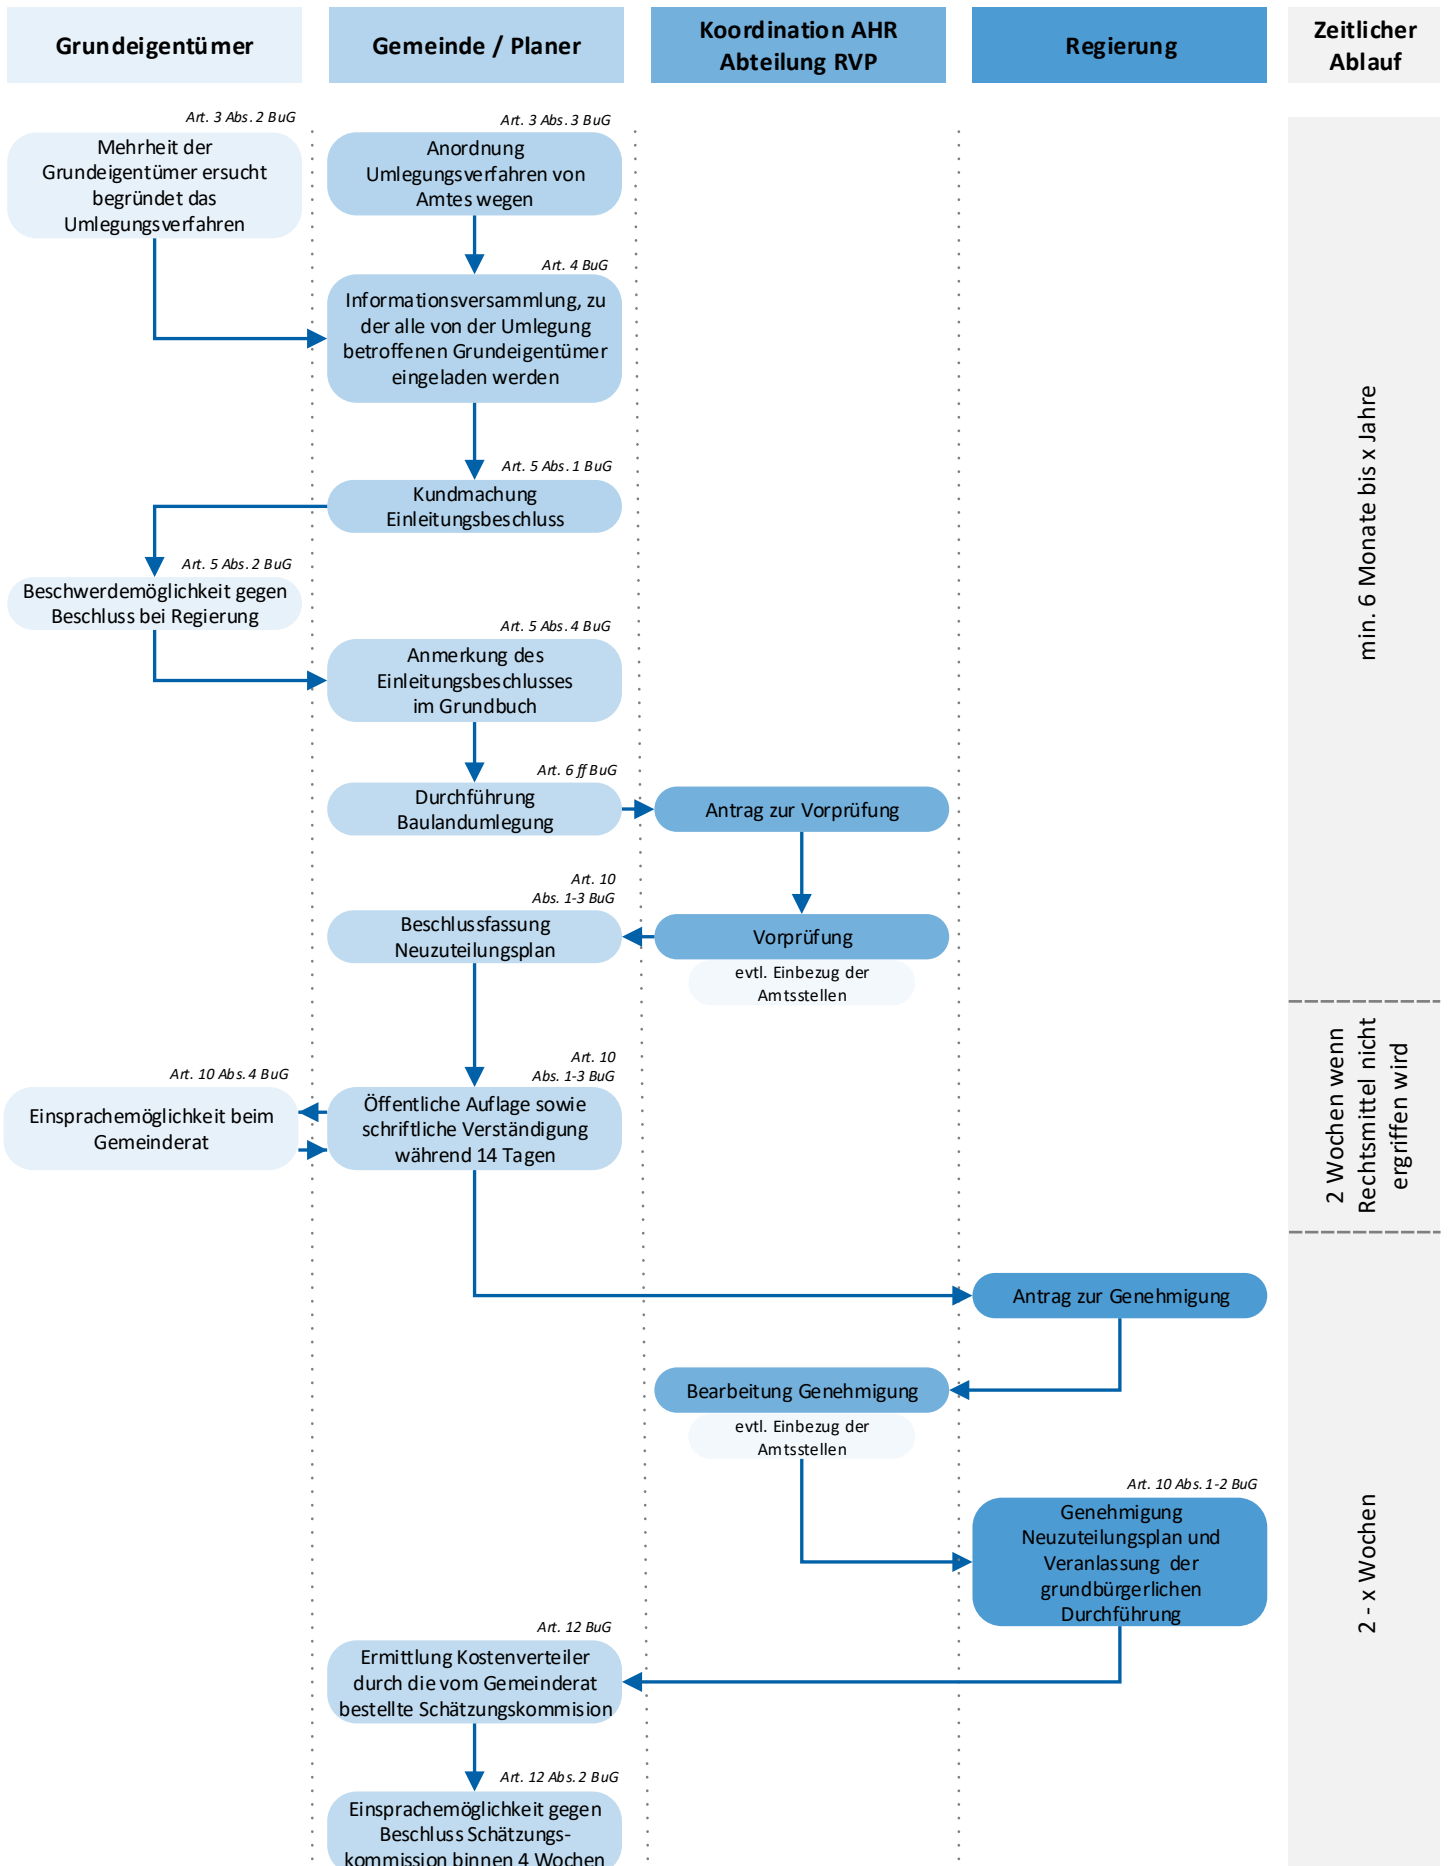 Grundeigentümer
Gemeinde / Planer
Koordination AHR
Abteilung RVP
Regierung
Zeitlicher
Ablauf
Art. 3 Abs. 2 BuG
Mehrheit der
Grundeigentümer ersucht
begründet das
Umlegungsverfahren
Art. 3 Abs. 3 BuG
Anordnung
Umlegungsverfahren von
Amtes wegen
Art. 4 BuG
Informationsversammlung, zu
der alle von der Umlegung
betroffenen Grundeigentümer
eingeladen werden
Art. 5 Abs. 1 BuG
Kundmachung
Einleitungsbeschluss
Art. 5 Abs. 2 BuG
Beschwerdemöglichkeit gegen
Beschluss bei Regierung
Art. 5 Abs. 4 BuG
Anmerkung des
Einleitungsbeschlusses
im Grundbuch
Art. 6 ff BuG
Durchführung
Baulandumlegung
Antrag zur Vorprüfung
Art. 10
Abs. 1-3 BuG
Beschlussfassung
Neuzuteilungsplan
Vorprüfung
evtl. Einbezug der
Amtsstellen
min. 6 Monate bis x Jahre
Art. 10
Abs. 1-3 BuG
Öffentliche Auflage sowie
schriftliche Verständigung
während 14 Tagen
Art. 10 Abs. 4 BuG
Einsprachemöglichkeit beim
Gemeinderat
2 Wochen wenn
Rechtsmittel nicht
ergriffen wird
Antrag zur Genehmigung
Bearbeitung Genehmigung
evtl. Einbezug der
Amtsstellen
Art. 10 Abs. 1-2 BuG
Genehmigung
Neuzuteilungsplan und
Veranlassung der
grundbürgerlichen
Durchführung
2 - x Wochen
Art. 12 BuG
Ermittlung Kostenverteiler
durch die vom Gemeinderat
bestellte Schätzungskommision
Art. 12 Abs. 2 BuG
Einsprachemöglichkeit gegen
Beschluss Schätzungs-
kommission binnen 4 Wochen